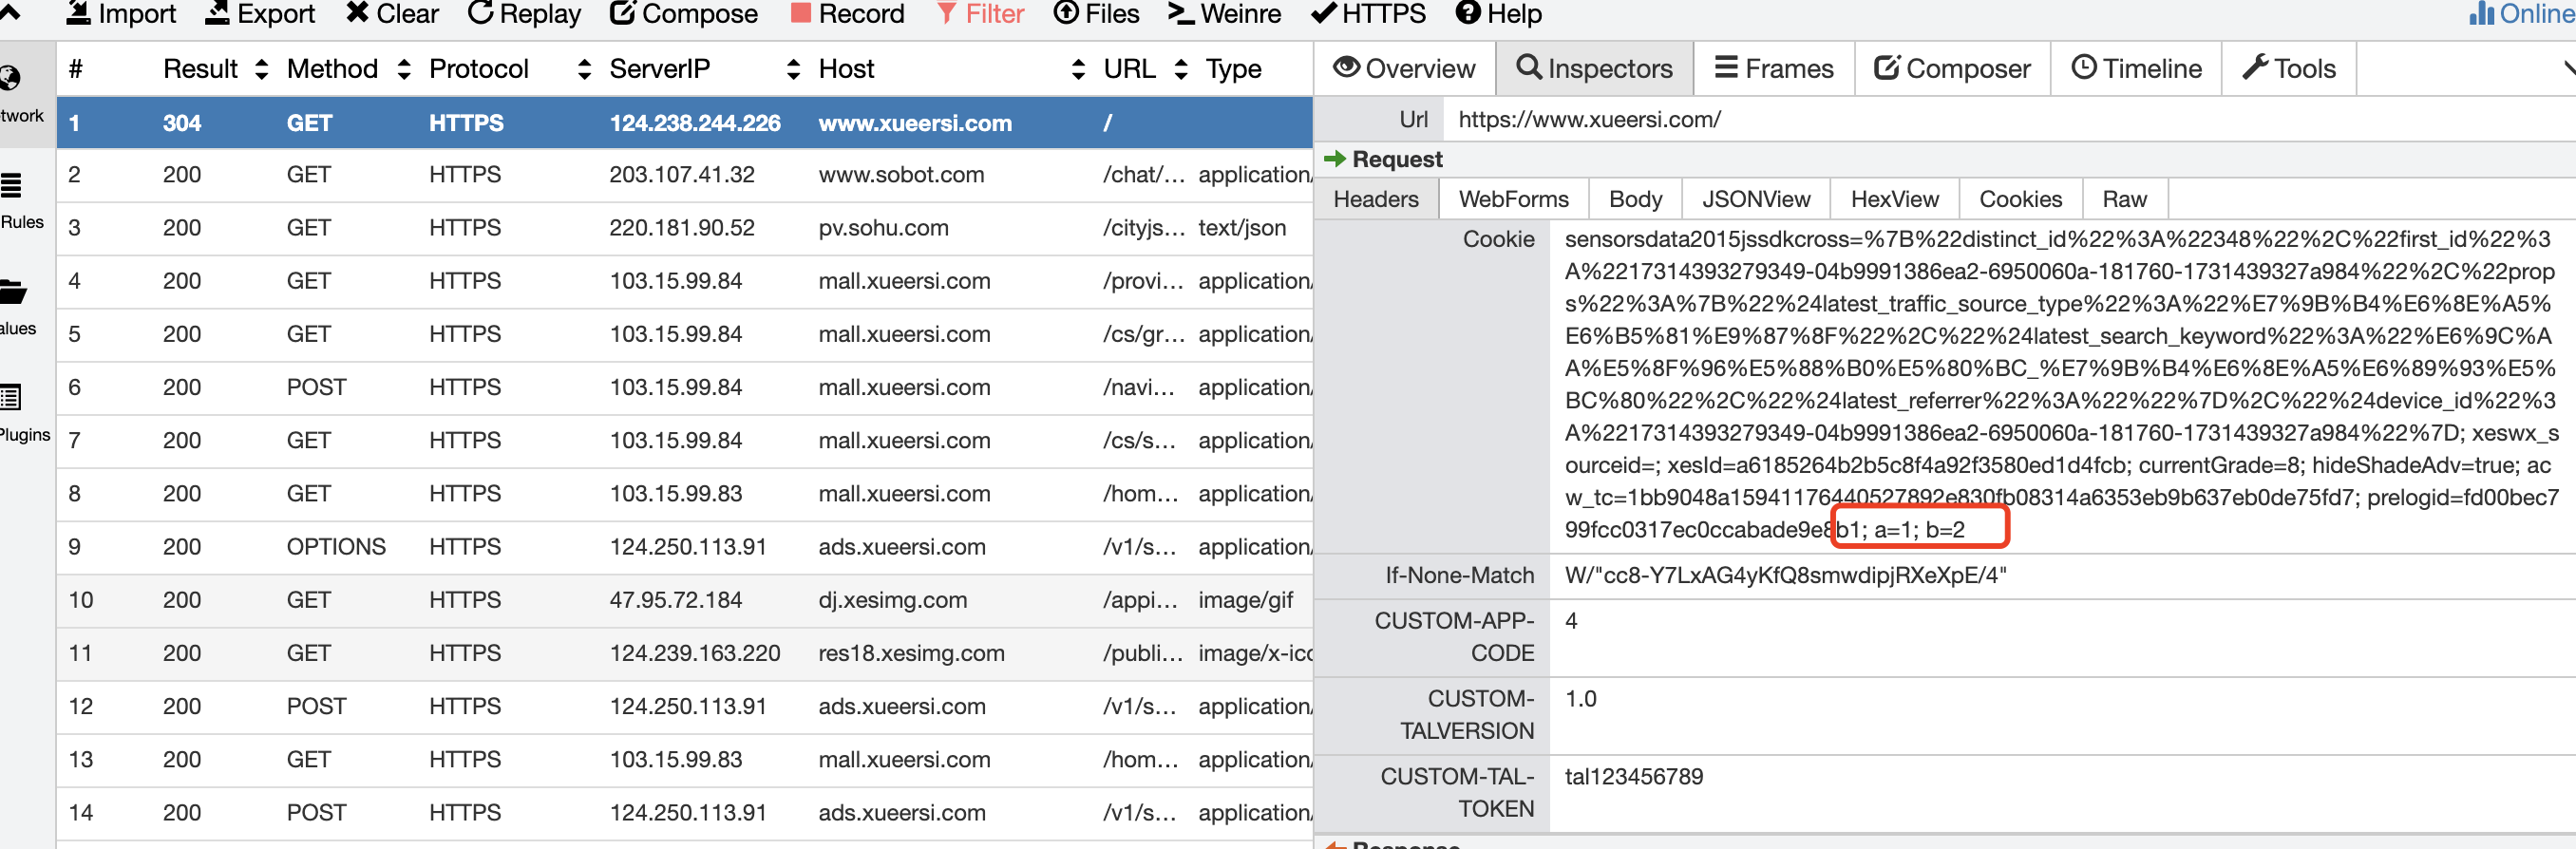 Import Export Clear Replay Compose Record Filter Files Weinre HTTPS Help Online
twork
Rules
alues
Plugins
# Result Method Protocol ServerIP Host URL Type
1 304 GET HTTPS 124.238.244.226 www.xueersi.com /
2 200 GET HTTPS 203.107.41.32 www.sobot.com /chat/... application/
3 200 GET HTTPS 220.181.90.52 pv.sohu.com /cityjs... text/json
4 200 GET HTTPS 103.15.99.84 mall.xueersi.com /provi... application/
5 200 GET HTTPS 103.15.99.84 mall.xueersi.com /cs/gr... application/
6 200 POST HTTPS 103.15.99.84 mall.xueersi.com /navi... application/
7 200 GET HTTPS 103.15.99.84 mall.xueersi.com /cs/s... application/
8 200 GET HTTPS 103.15.99.83 mall.xueersi.com /hom... application/
9 200 OPTIONS HTTPS 124.250.113.91 ads.xueersi.com /v1/s... application/
10 200 GET HTTPS 47.95.72.184 dj.xesimg.com /appi... image/gif
11 200 GET HTTPS 124.239.163.220 res18.xesimg.com /publi... image/x-icc
12 200 POST HTTPS 124.250.113.91 ads.xueersi.com /v1/s... application/
13 200 GET HTTPS 103.15.99.83 mall.xueersi.com /hom... application/
14 200 POST HTTPS 124.250.113.91 ads.xueersi.com /v1/s... application/
Overview Inspectors Frames Composer Timeline Tools
Url https://www.xueersi.com/
Request
Headers WebForms Body JSONView HexView Cookies Raw
Cookie sensorsdata2015jssdkcross=%7B%22distinct_id%22%3A%22348%22%2C%22first_id%22%3
A%2217314393279349-04b9991386ea2-6950060a-181760-1731439327a984%22%2C%22prop
s%22%3A%7B%22%24latest_traffic_source_type%22%3A%22%E7%9B%B4%E6%8E%A5%
E6%B5%81%E9%87%8F%22%2C%22%24latest_search_keyword%22%3A%22%E6%9C%A
A%E5%8F%96%E5%88%B0%E5%80%BC_%E7%9B%B4%E6%8E%A5%E6%89%93%E5%
BC%80%22%2C%22%24latest_referrer%22%3A%22%22%7D%2C%22%24device_id%22%3
A%2217314393279349-04b9991386ea2-6950060a-181760-1731439327a984%22%7D; xeswx_s
ourceid=; xesId=a6185264b2b5c8f4a92f3580ed1d4fcb; currentGrade=8; hideShadeAdv=true; ac
w_tc=1bb9048a15941176440527892e830fb08314a6353eb9b637eb0de75fd7; prelogid=fd00bec7
99fcc0317ec0ccabade9e8b1; a=1; b=2
If-None-Match W/"cc8-Y7LxAG4yKfQ8smwdipjRXeXpE/4"
CUSTOM-APP- 4
CODE
CUSTOM- 1.0
TALVERSION
CUSTOM-TAL- tal123456789
TOKEN
Response